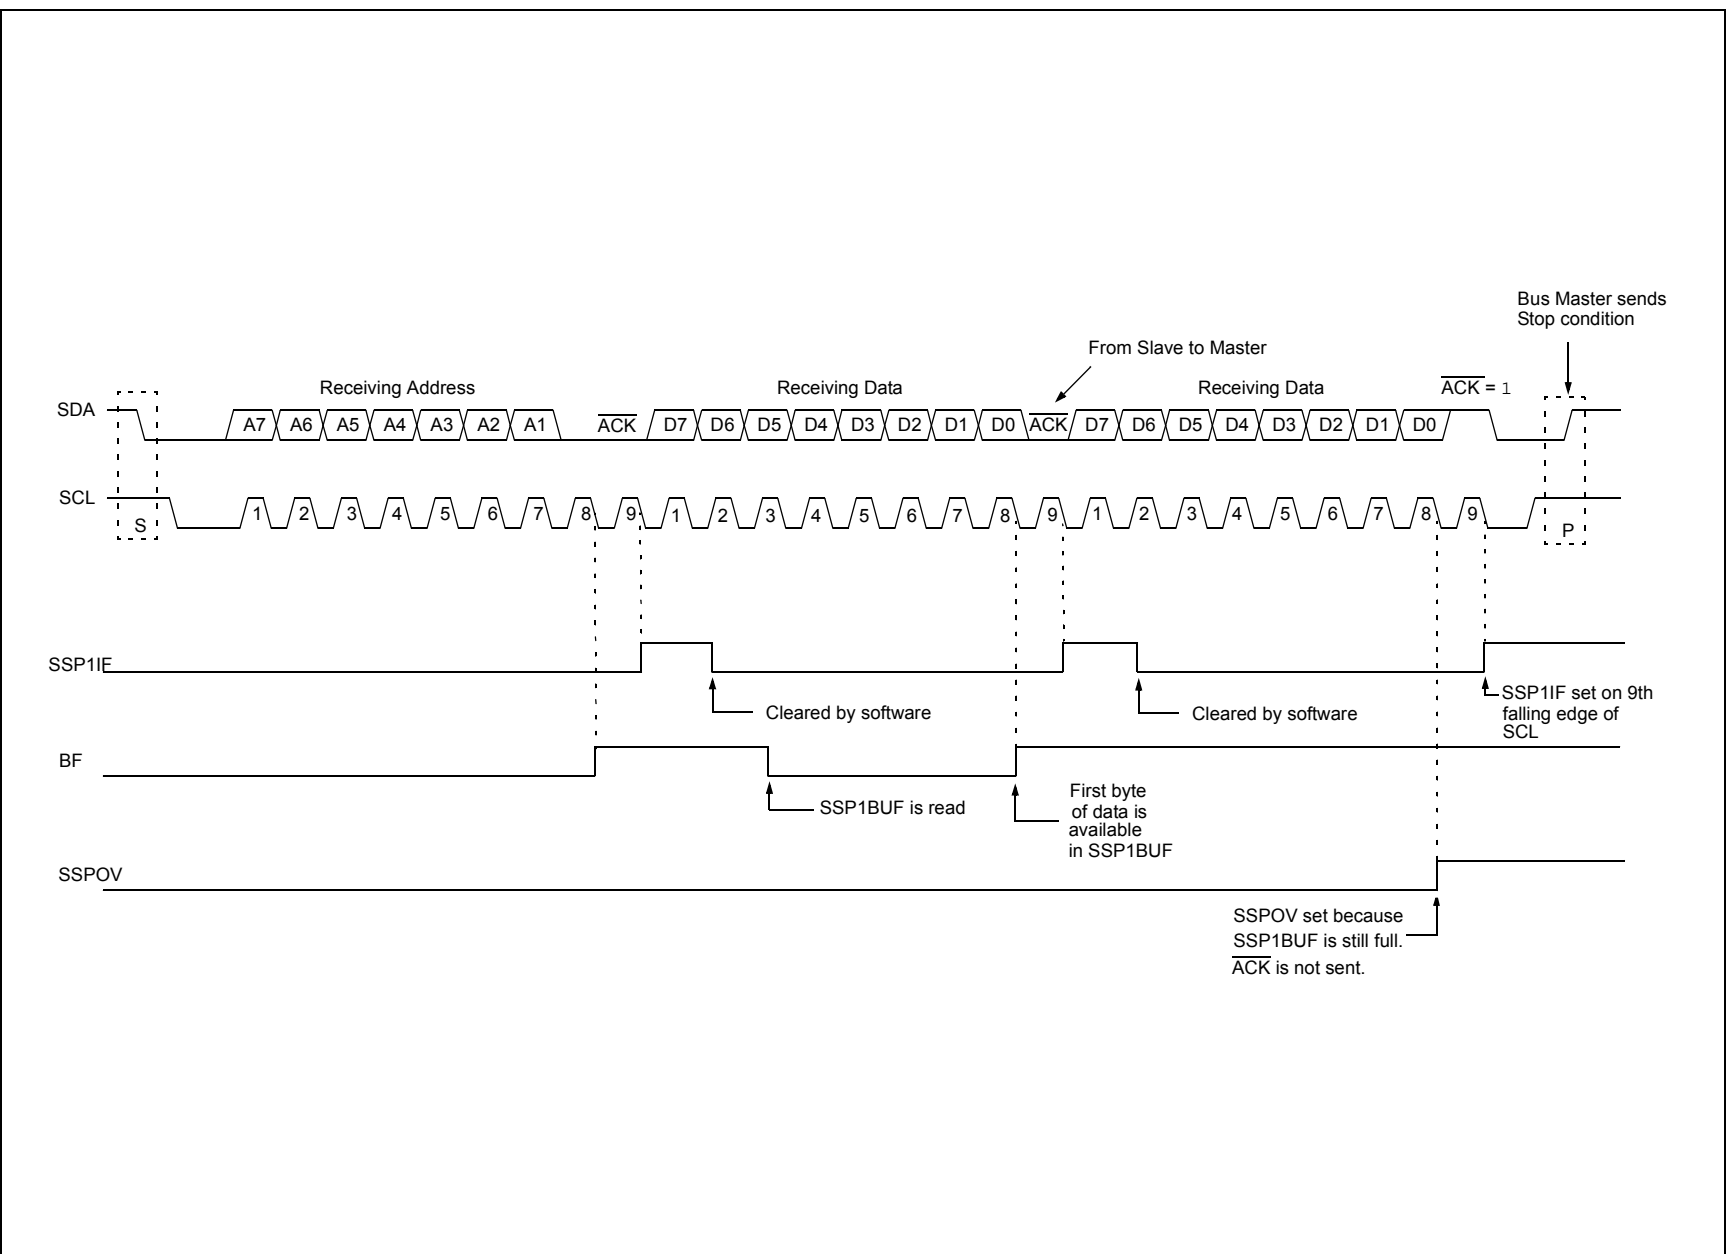 Bus Master sends
Stop condition
From Slave to Master
Receiving Address
Receiving Data
Receiving Data
ACK = 1
SDA
A7 A6 A5 A4 A3 A2 A1 ACK D7 D6 D5 D4 D3 D2 D1 D0 ACK D7 D6 D5 D4 D3 D2 D1 D0
SCL
S
1 2 3 4 5 6 7 8 9 1 2 3 4 5 6 7 8 9 1 2 3 4 5 6 7 8 9
P
SSP1IF
Cleared by software
Cleared by software
SSP1IF set on 9th
falling edge of
SCL
BF
SSP1BUF is read
First byte
of data is
available
in SSP1BUF
SSPOV
SSPOV set because
SSP1BUF is still full.
ACK is not sent.